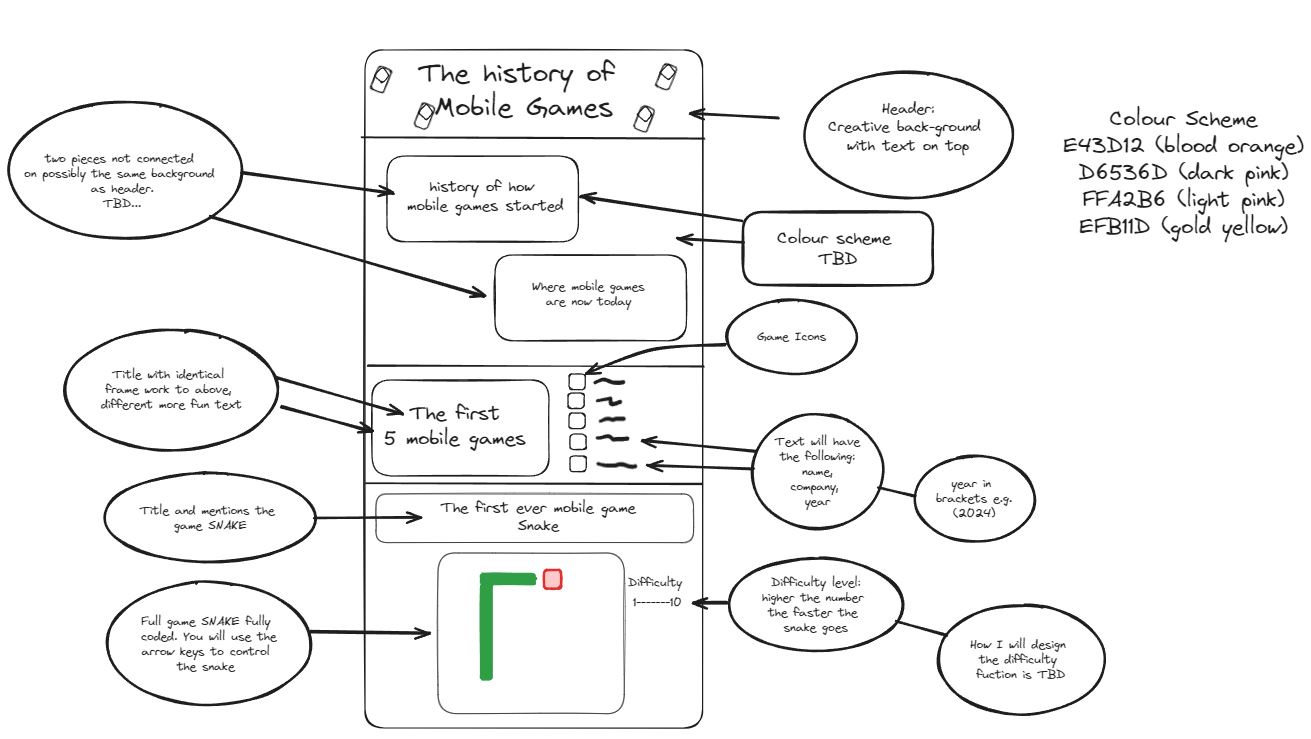 The history of
Mobile Games
Header:
Creative back-ground
with text on top
Colour Scheme
E43D12 (blood orange)
D6536D (dark pink)
FFA2B6 (light pink)
EFB11D (gold yellow)
two pieces not connected
on possibly the same background
as header.
TBD...
history of how
mobile games started
Colour scheme
TBD
Where mobile games
are now today
Game Icons
Title with identical
frame work to above,
different more fun text
The first
5 mobile games
Text will have
the following:
name,
company,
year
year in
brackets e.g.
(2024)
Title and mentions the
game SNAKE
The first ever mobile game
Snake
Difficulty
1-------10
Difficulty level:
higher the number
the faster the
snake goes
Full game SNAKE fully
coded. You will use the
arrow keys to control
the snake
How I will design
the difficulty
fuction is TBD